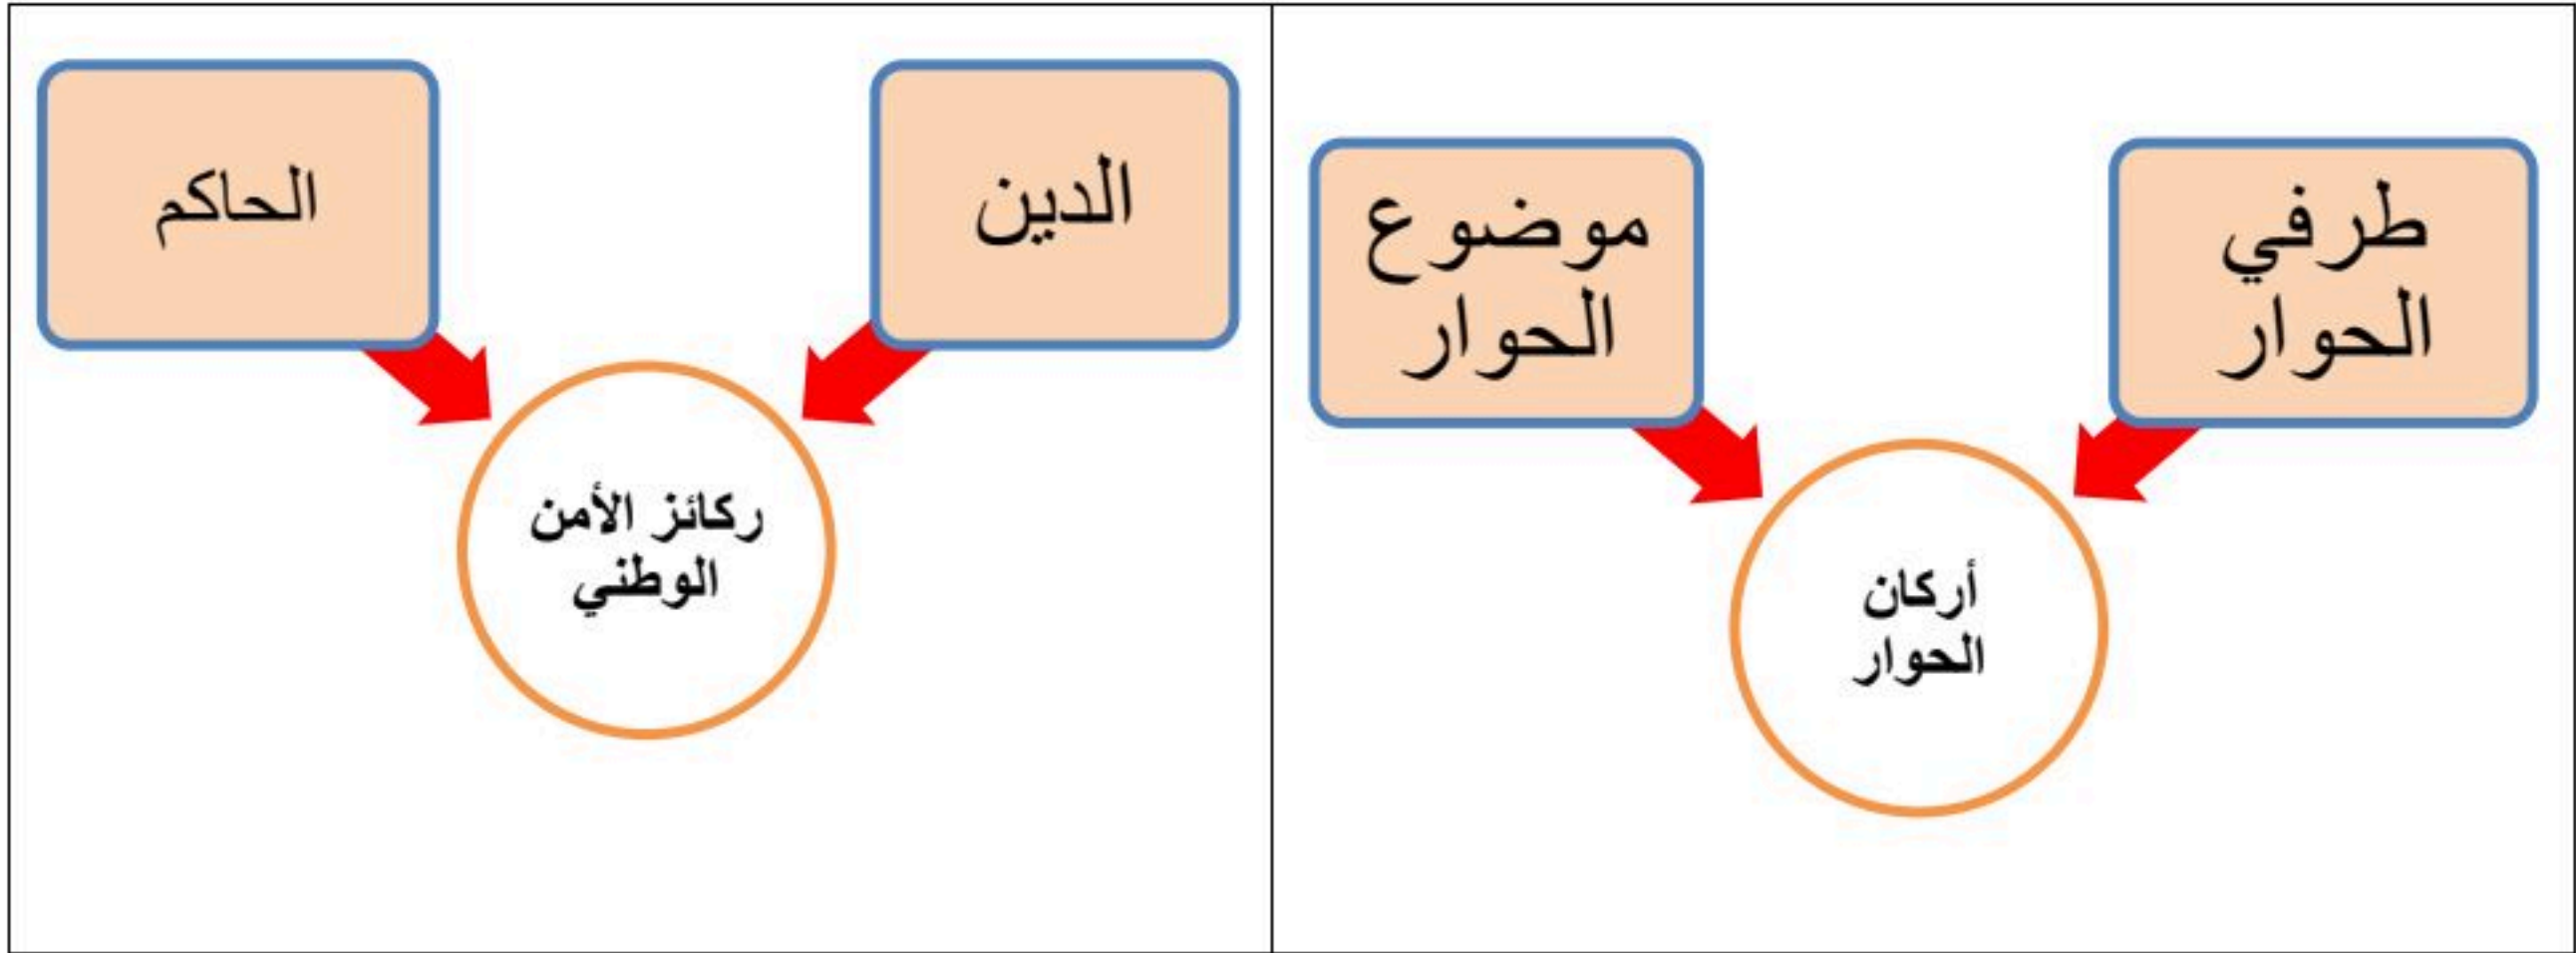 طرفي
الحوار
موضوع
الحوار
أركان
الحوار
الدين
الحاكم
ركائز الأمن
الوطني